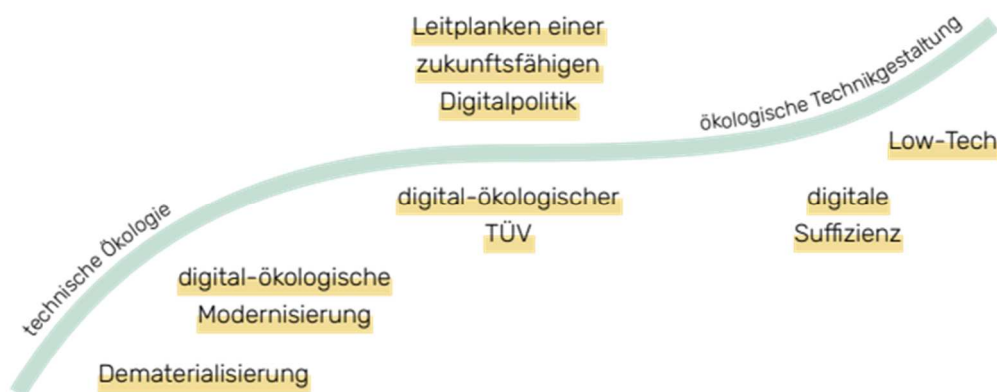 Leitplanken einer
zukunftsfähigen
Digitalpolitik
ökologische Technikgestaltung
Low-Tech
digital-ökologischer
TÜV
digitale
Suffizienz
technische Ökologie
digital-ökologische
Modernisierung
Dematerialisierung